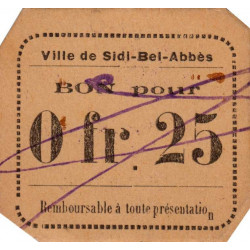 Ville de Sidi-Bel-Abbès
BON pour
0 fr. 25
Remboursable à toute présentation